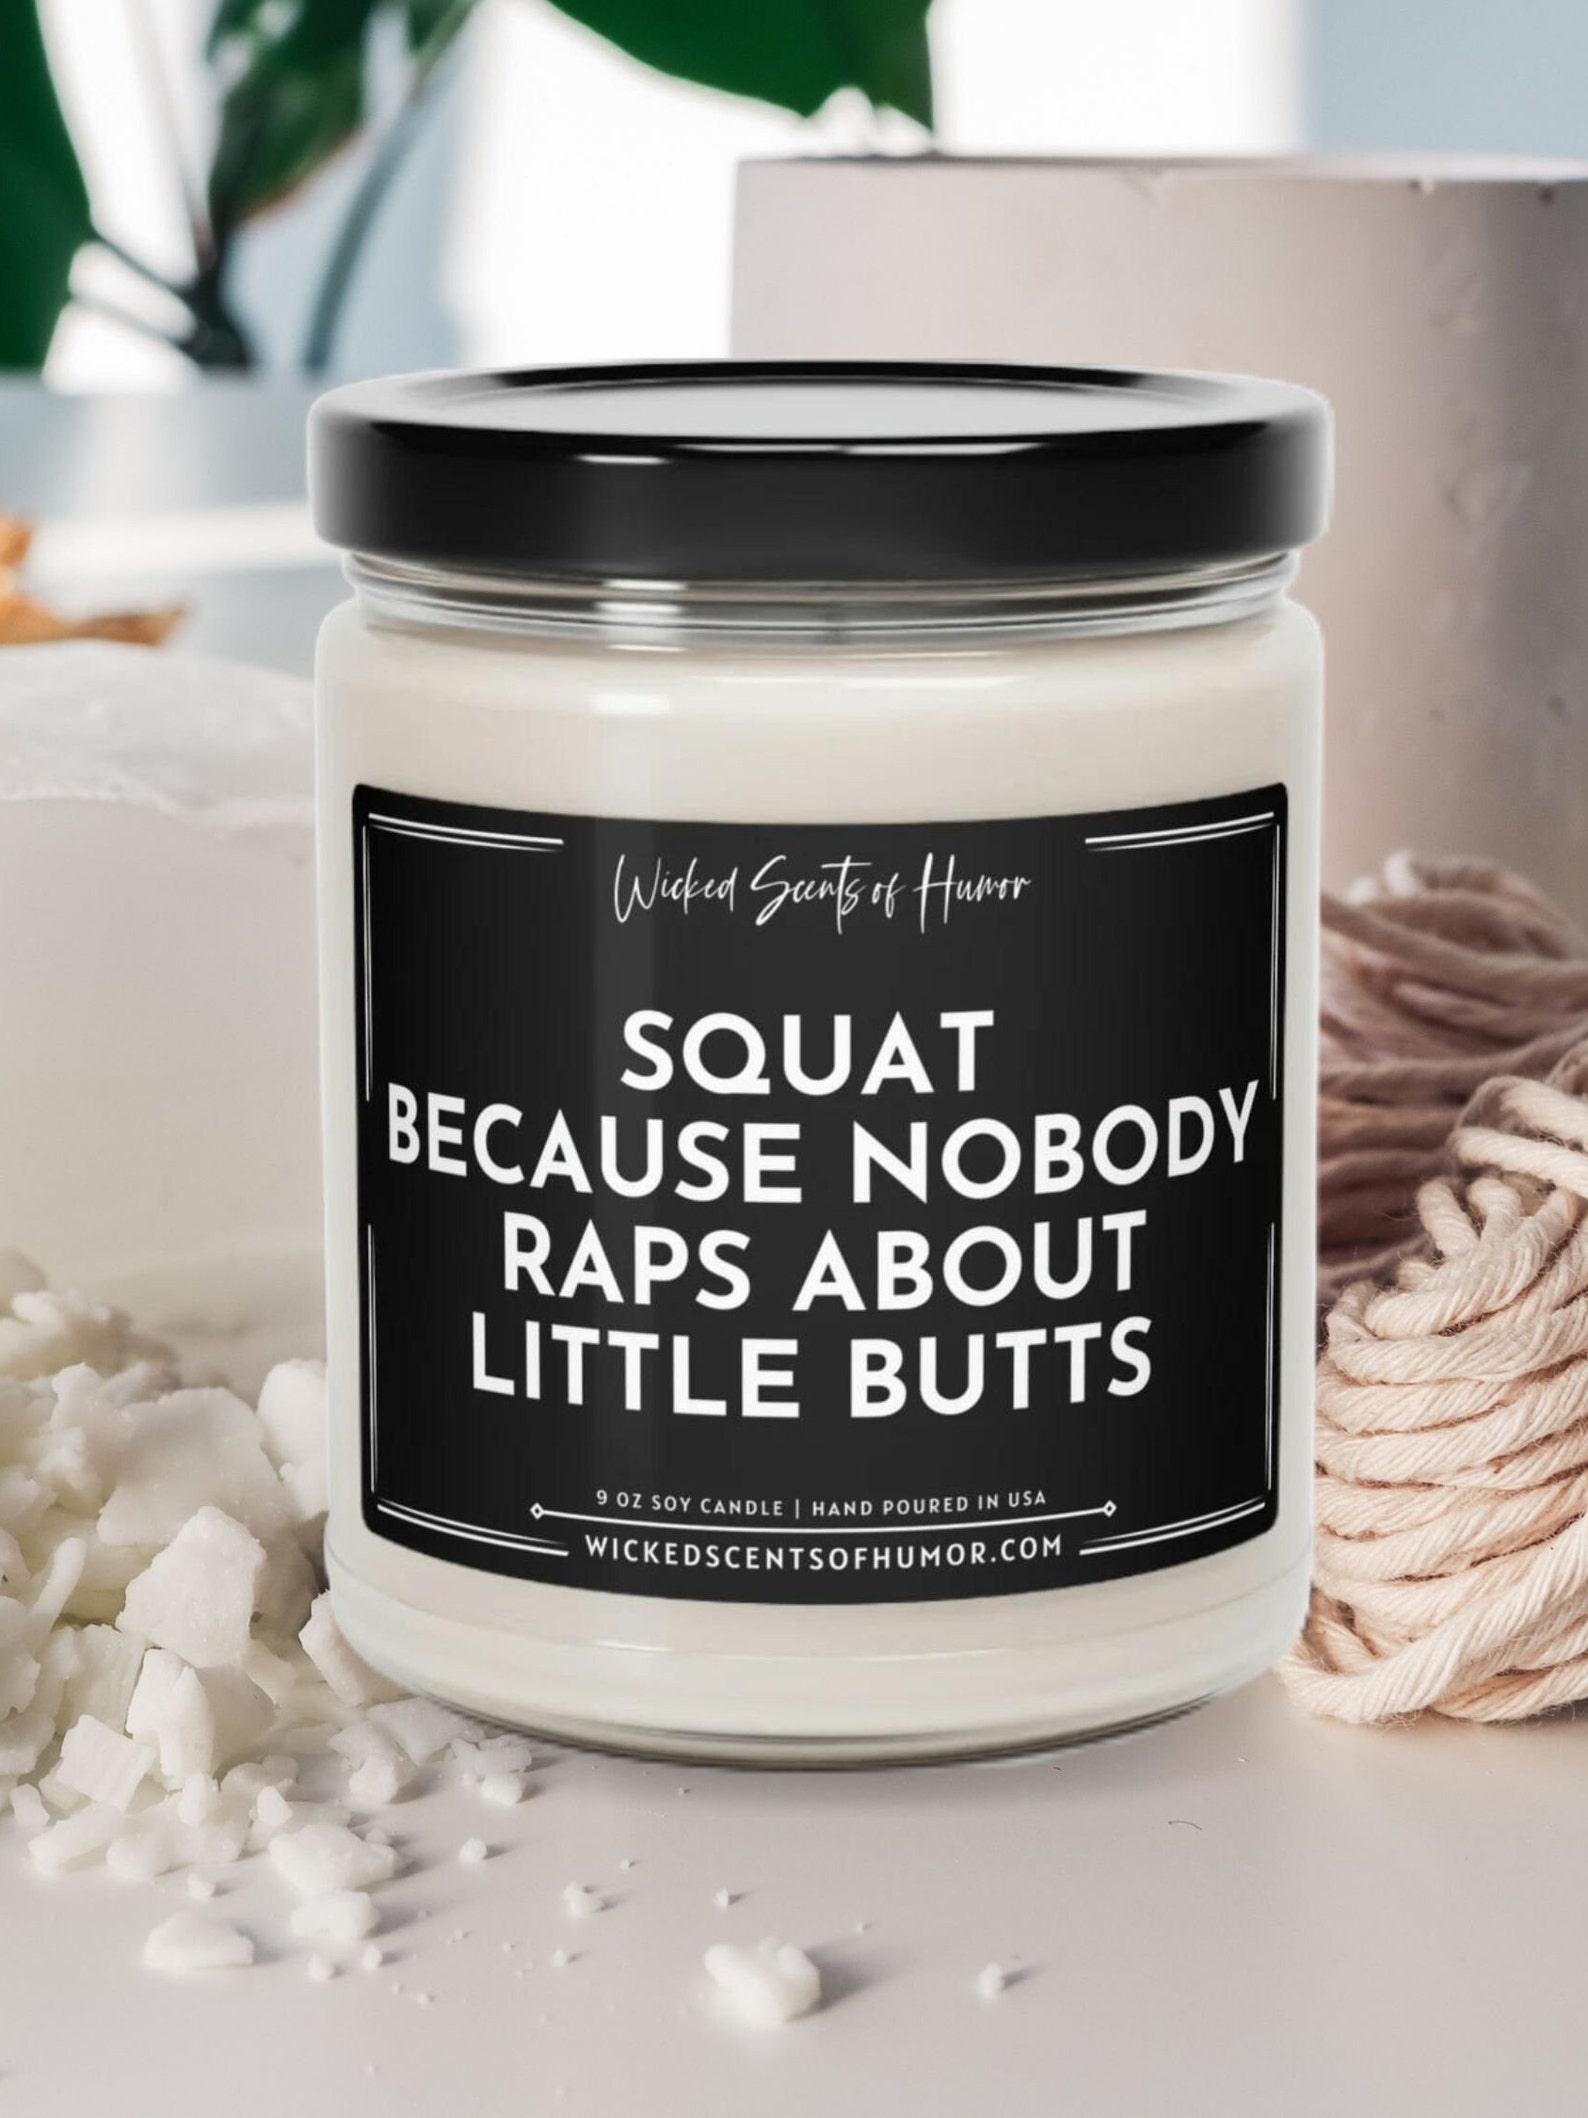 Wicked Scents of Humor
SQUAT
BECAUSE NOBODY
RAPS ABOUT
LITTLE BUTTS
9 OZ SOY CANDLE | HAND POURED IN USA
WICKEDSCENTSOFHUMOR.COM